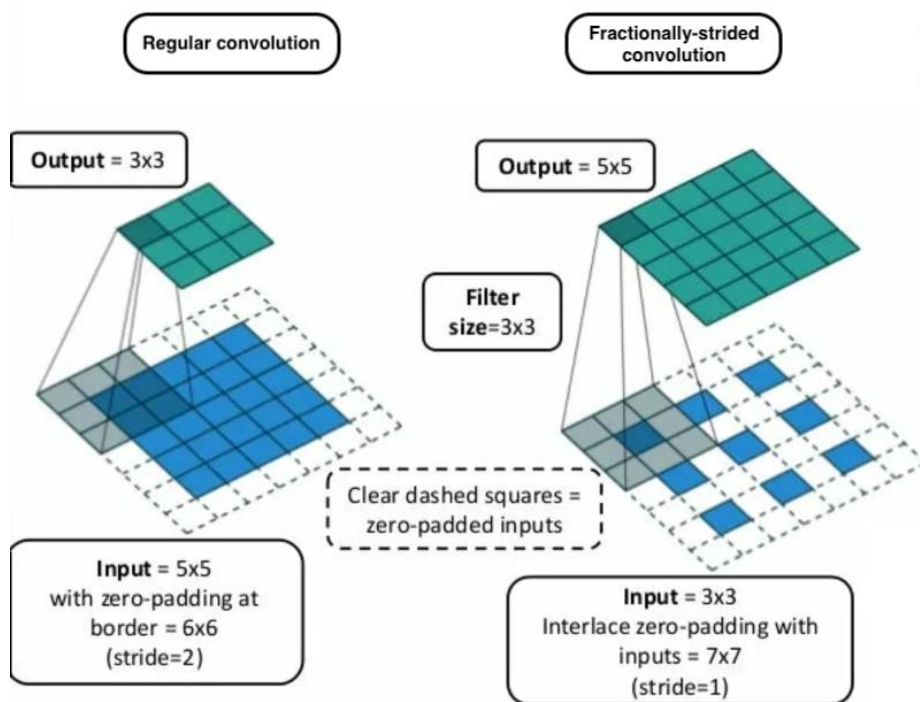 Regular convolution
Fractionally-strided
convolution
Output = 3x3
Output = 5x5
Filter
size=3x3
Clear dashed squares =
zero-padded inputs
Input = 5x5
with zero-padding at
border = 6x6
(stride=2)
Input = 3x3
Interlace zero-padding with
inputs = 7x7
(stride=1)